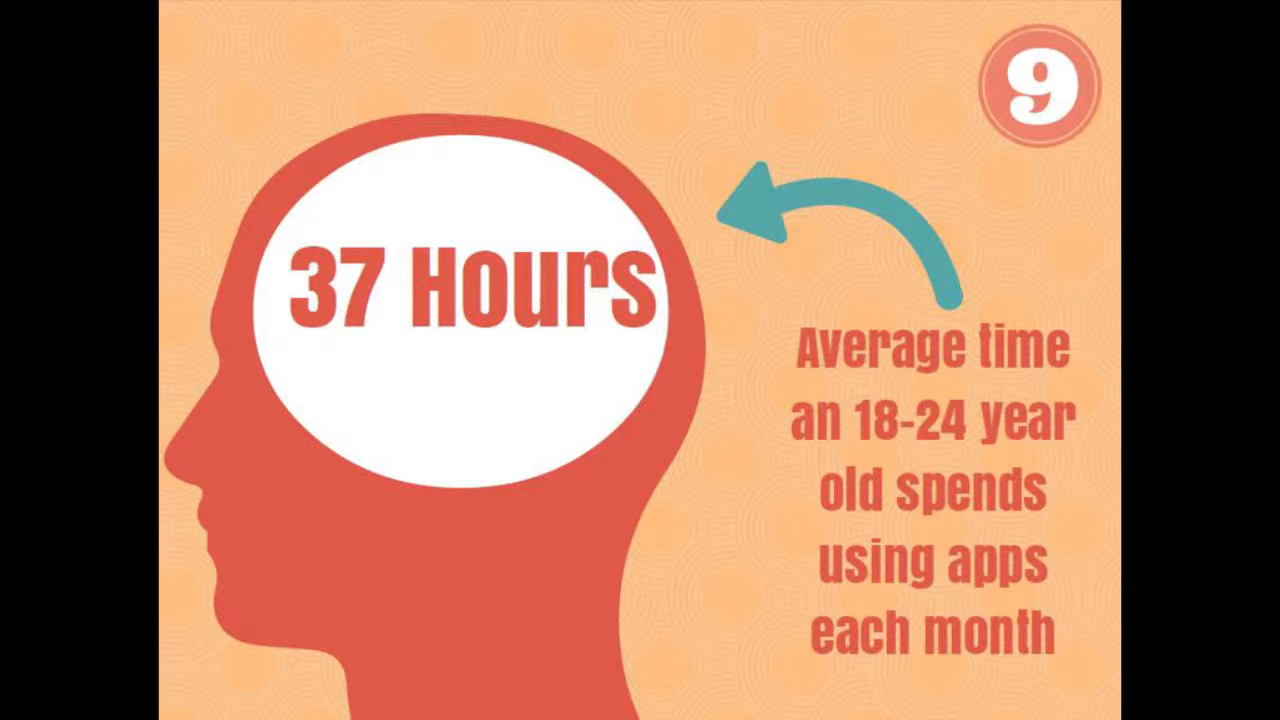 9
37 Hours
Average time
an 18-24 year
old spends
using apps
each month